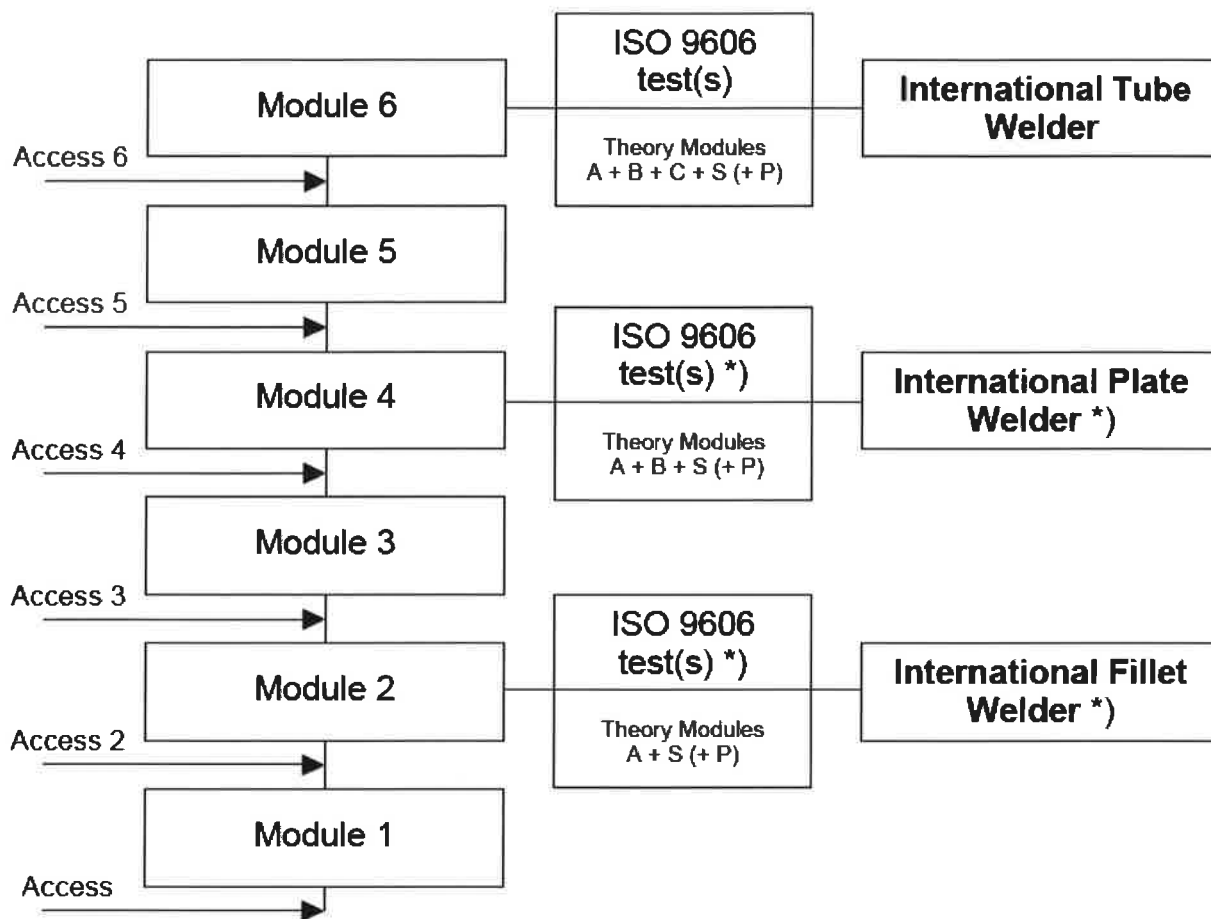 ISO 9606
test(s)
Module 6
International Tube
Welder
Theory Modules
A + B + C + S (+ P)
Access 6
Module 5
Access 5
ISO 9606
test(s) *)
Module 4
International Plate
Welder *)
Theory Modules
A + B + S (+ P)
Access 4
Module 3
Access 3
ISO 9606
test(s) *)
Module 2
International Fillet
Welder *)
Theory Modules
A + S (+ P)
Access 2
Module 1
Access